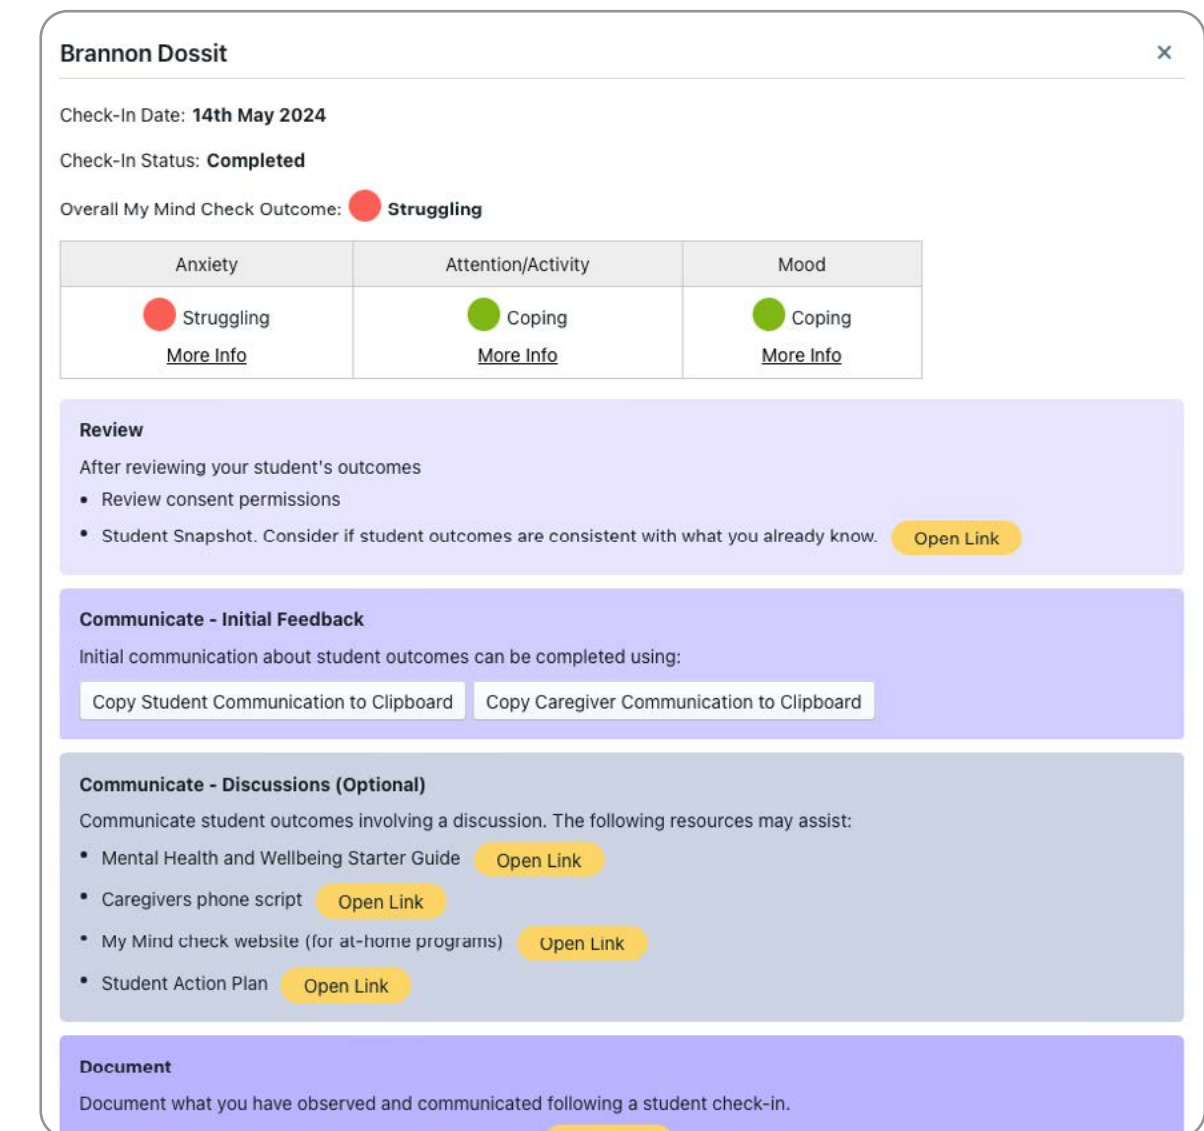 Brannon Dossit ×
Check-In Date: 14th May 2024
Check-In Status: Completed
Overall My Mind Check Outcome: Struggling
Anxiety Attention/Activity Mood
Struggling Coping Coping
More Info More Info More Info
Review
After reviewing your student's outcomes
• Review consent permissions
• Student Snapshot. Consider if student outcomes are consistent with what you already know. Open Link
Communicate - Initial Feedback
Initial communication about student outcomes can be completed using:
Copy Student Communication to Clipboard Copy Caregiver Communication to Clipboard
Communicate - Discussions (Optional)
Communicate student outcomes involving a discussion. The following resources may assist:
• Mental Health and Wellbeing Starter Guide Open Link
• Caregivers phone script Open Link
• My Mind check website (for at-home programs) Open Link
• Student Action Plan Open Link
Document
Document what you have observed and communicated following a student check-in.